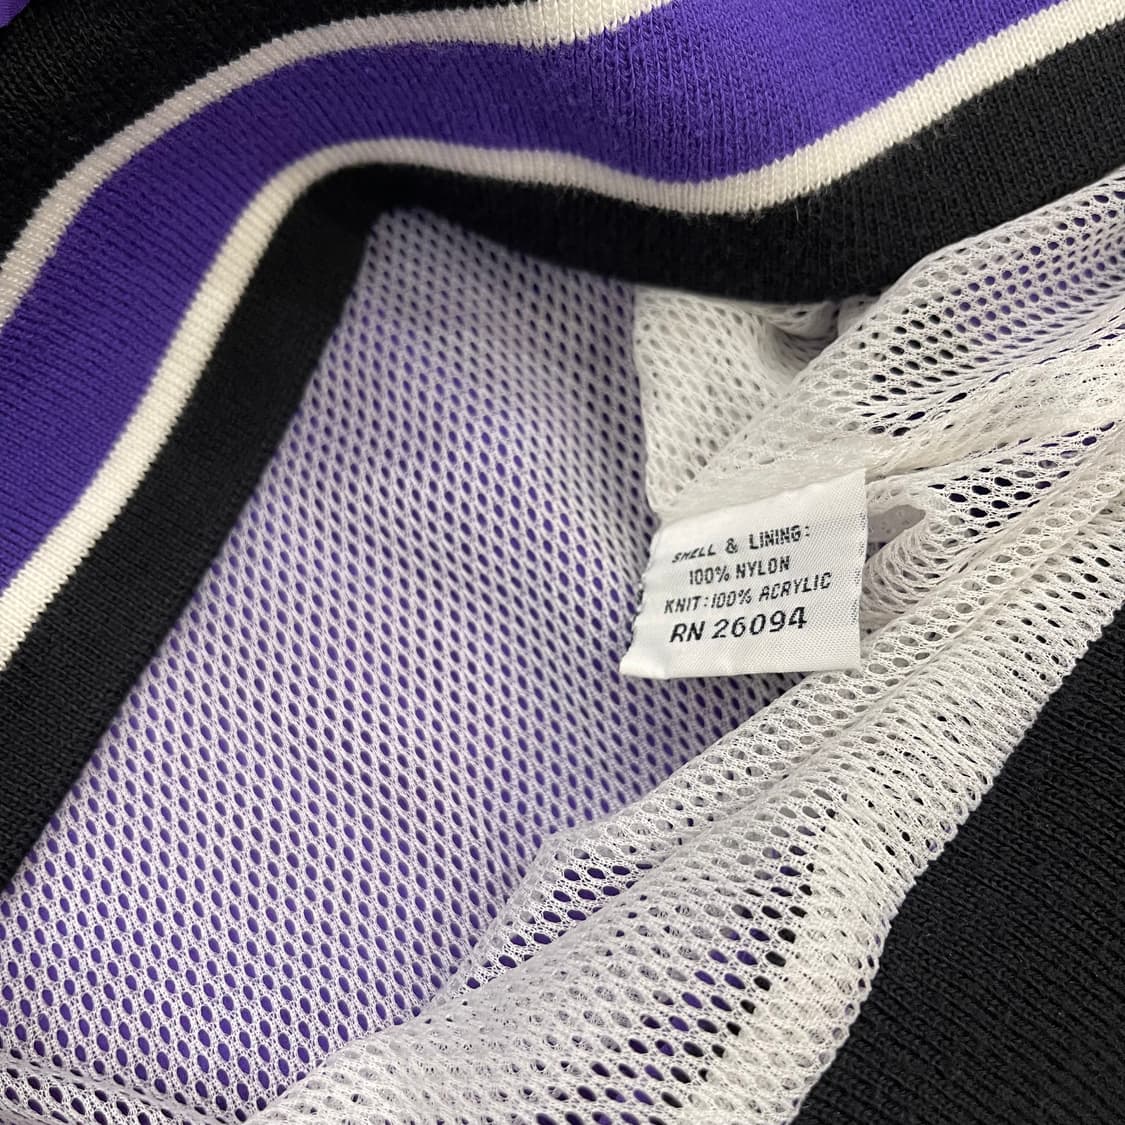 SHELL & LINING:
100% NYLON
KNIT:100% ACRYLIC
RN 26094